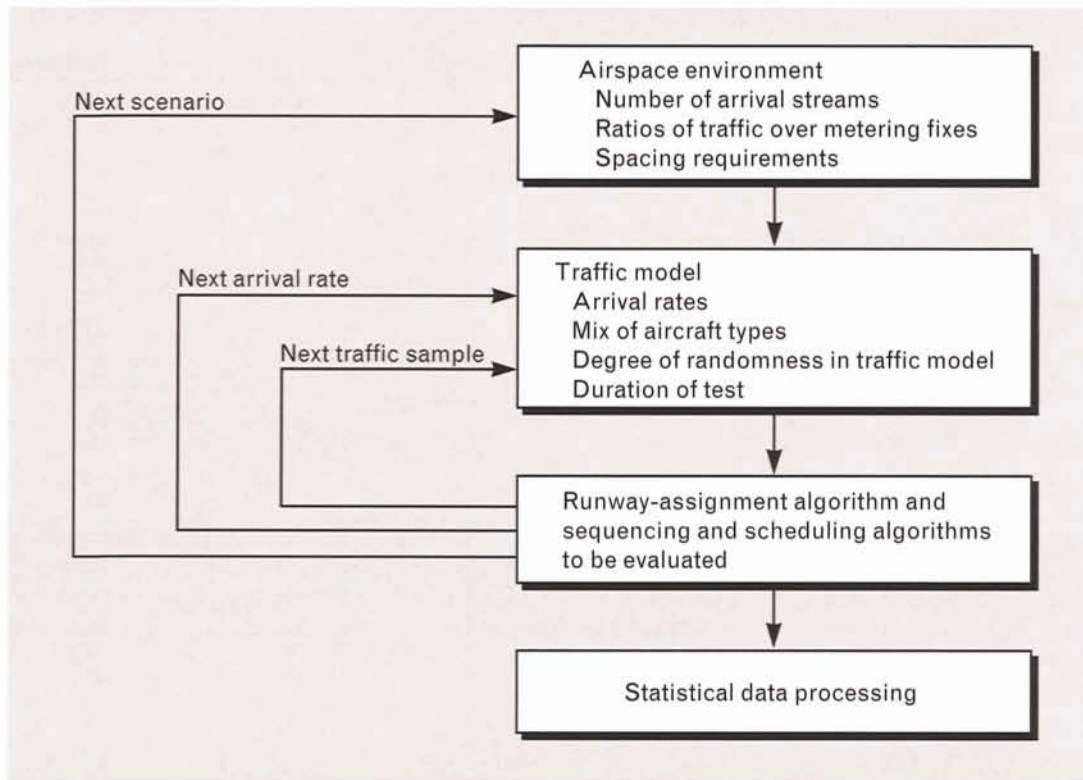 Airspace environment
Number of arrival streams
Ratios of traffic over metering fixes
Spacing requirements
Next scenario
Traffic model
Arrival rates
Mix of aircraft types
Degree of randomness in traffic model
Duration of test
Next arrival rate
Next traffic sample
Runway-assignment algorithm and
sequencing and scheduling algorithms
to be evaluated
Statistical data processing